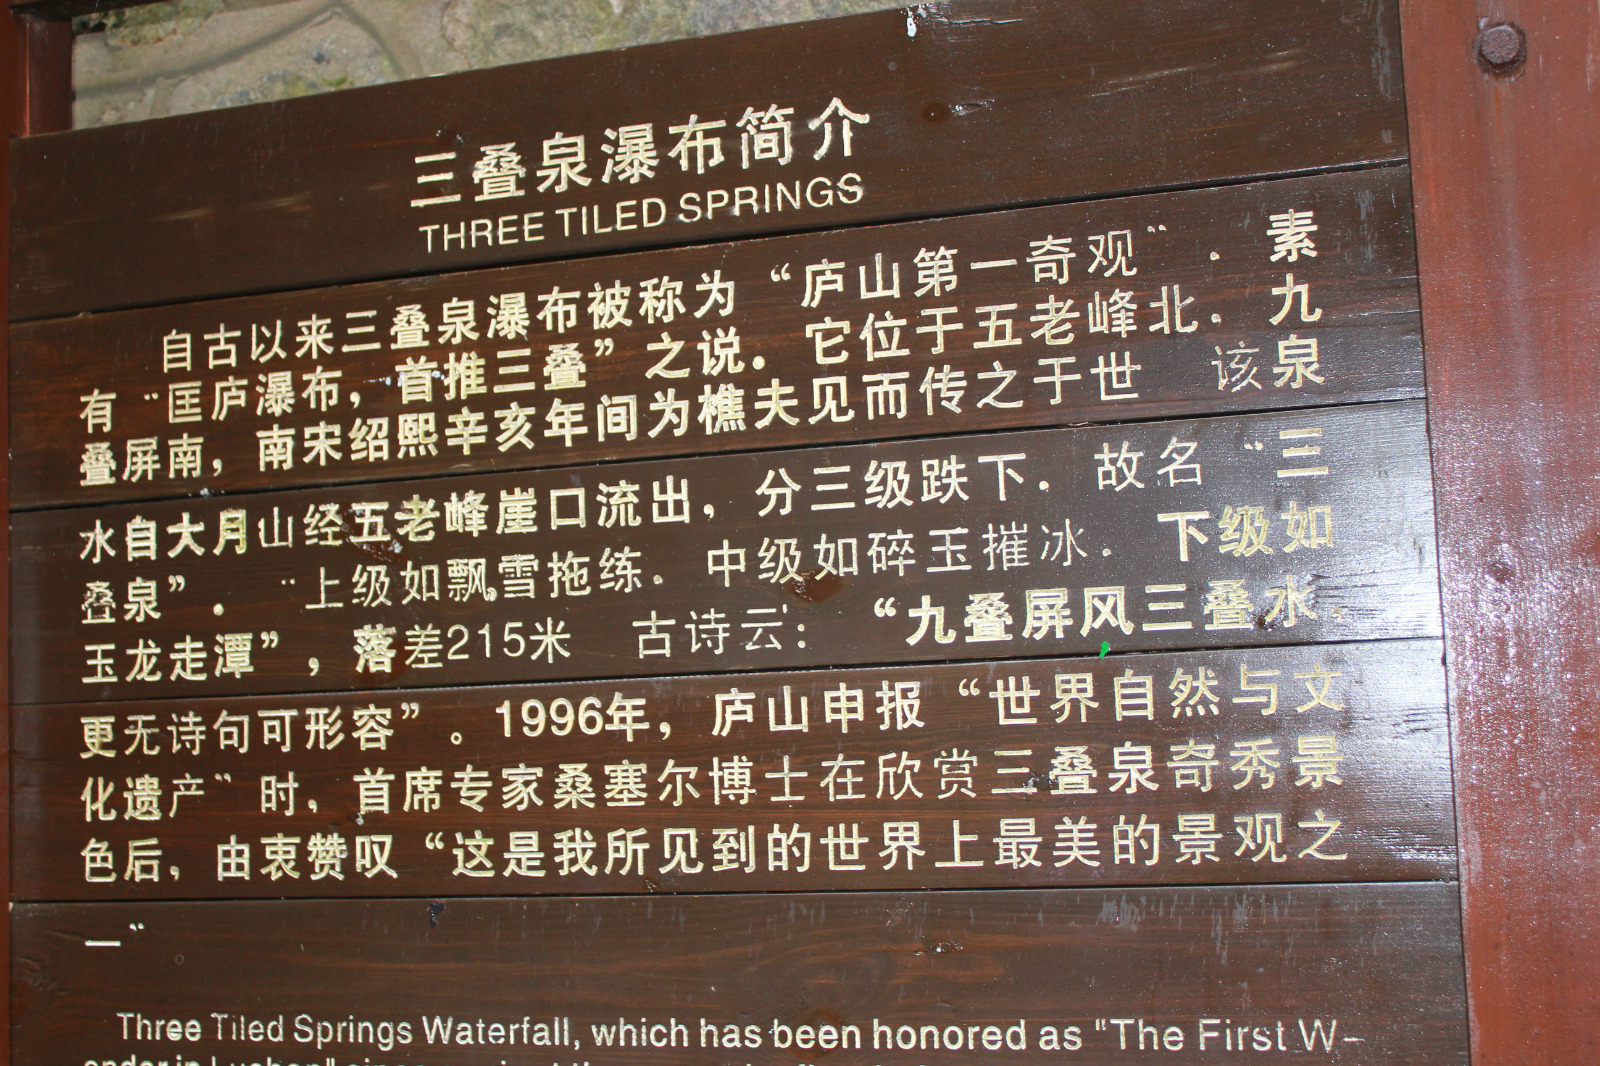 三叠泉瀑布简介
THREE TILED SPRINGS
自古以来三叠泉瀑布被称为“庐山第一奇观”.素
有“匡庐瀑布，首推三叠”之说.它位于五老峰北.九
叠屏南，南宋绍熙辛亥年间为樵夫见而传之于世 该泉
水自大月山经五老峰崖口流出，分三级跌下.故名“三
叠泉”.“上级如飘雪拖练.中级如碎玉摧冰.下级如
玉龙走潭”，落差215米 古诗云：“九叠屏风三叠水.
更无诗句可形容”。1996年，庐山申报“世界自然与文
化遗产”时，首席专家桑塞尔博士在欣赏三叠泉奇秀景
色后，由衷赞叹“这是我所见到的世界上最美的景观之
一”
Three Tiled Springs Waterfall, which has been honored as "The First W-